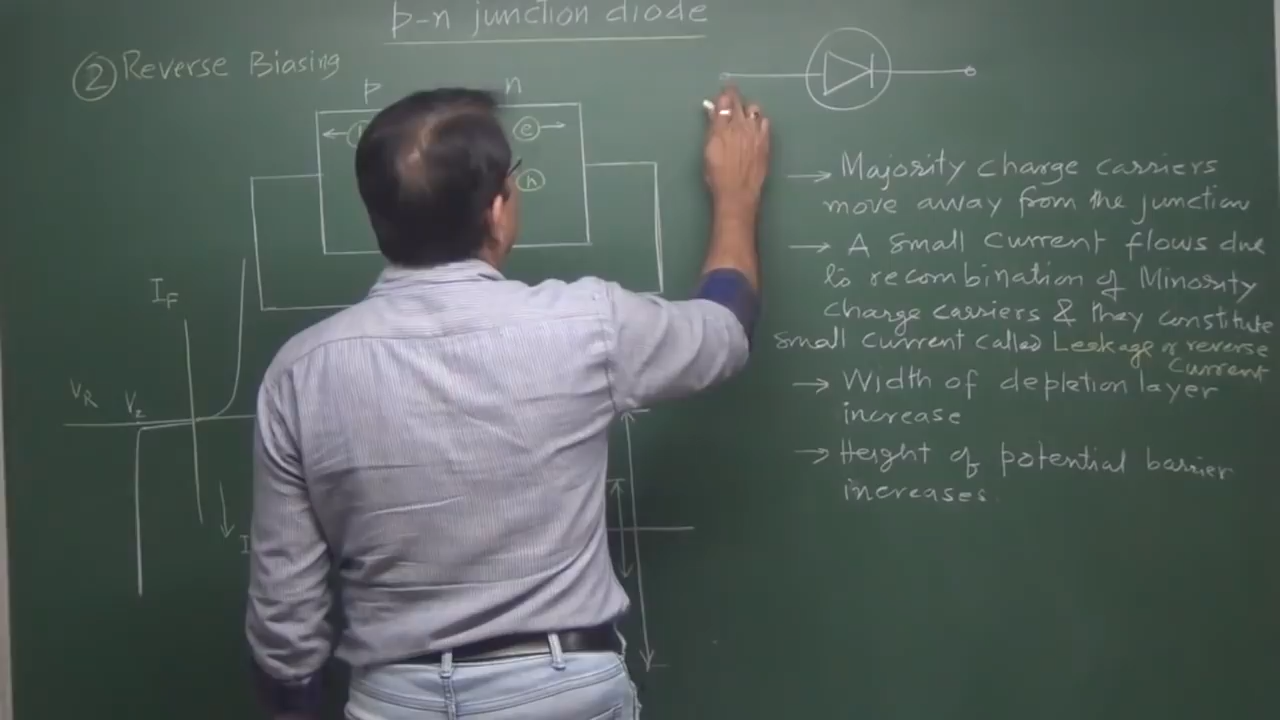 p-n junction diode
② Reverse Biasing
p
n
e
h
I_F
V_R
V_z
→ Majority charge carriers
move away from the junction
→ A small current flows due
to recombination of Minority
charge carriers & they constitute
small current called Leakage or reverse
current
→ Width of depletion layer
increase
→ Height of potential barrier
increases.